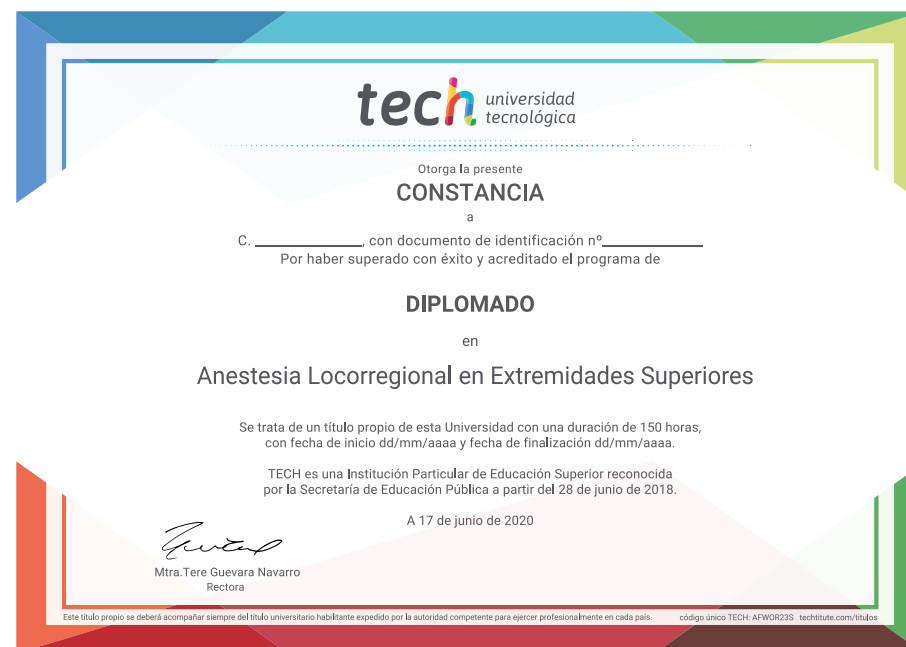 tech universidad
tecnológica
Otorga la presente
CONSTANCIA
a
C. ________________, con documento de identificación nº_______________
Por haber superado con éxito y acreditado el programa de
DIPLOMADO
en
Anestesia Locorregional en Extremidades Superiores
Se trata de un título propio de esta Universidad con una duración de 150 horas,
con fecha de inicio dd/mm/aaaa y fecha de finalización dd/mm/aaaa.
TECH es una Institución Particular de Educación Superior reconocida
por la Secretaría de Educación Pública a partir del 28 de junio de 2018.
A 17 de junio de 2020
Mtra.Tere Guevara Navarro
Rectora
Este título propio se deberá acompañar siempre del título universitario habilitante expedido por la autoridad competente para ejercer profesionalmente en cada país. código único TECH: AFWOR23S techtitute.com/titulos